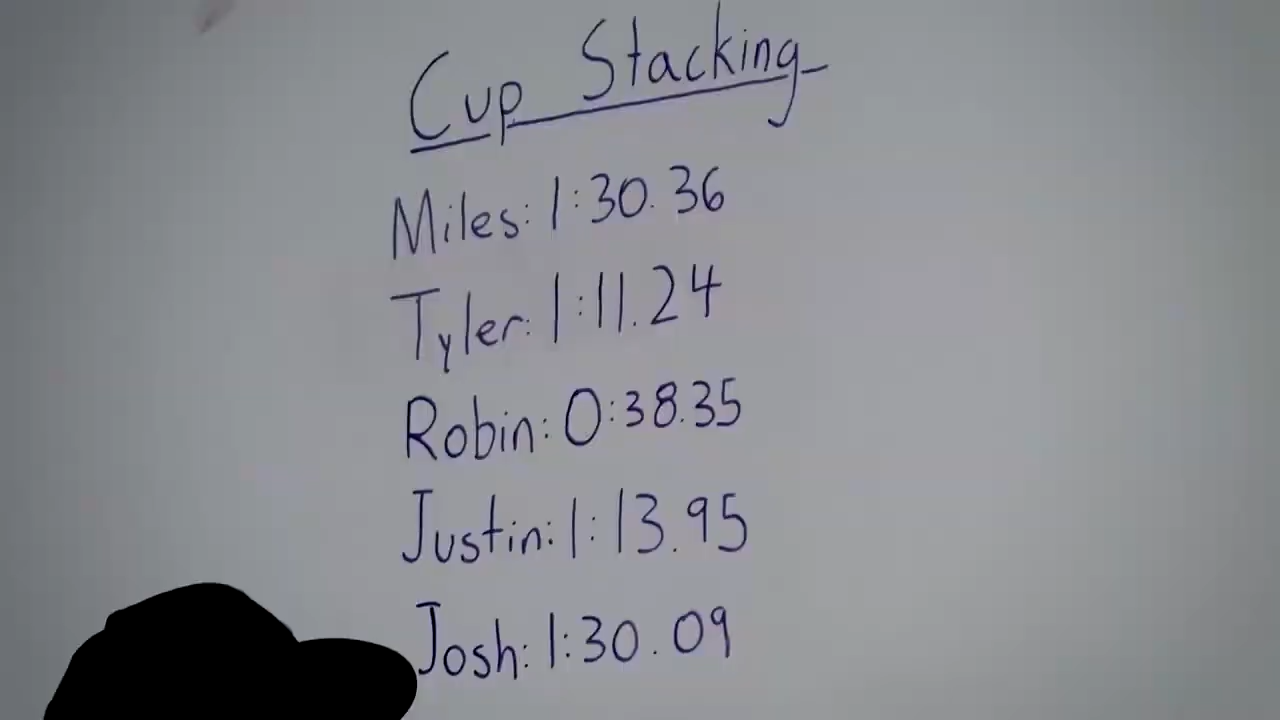 Cup Stacking
Miles: 1:30.36
Tyler: 1:11.24
Robin: 0:38.35
Justin: 1:13.95
Josh: 1:30.09